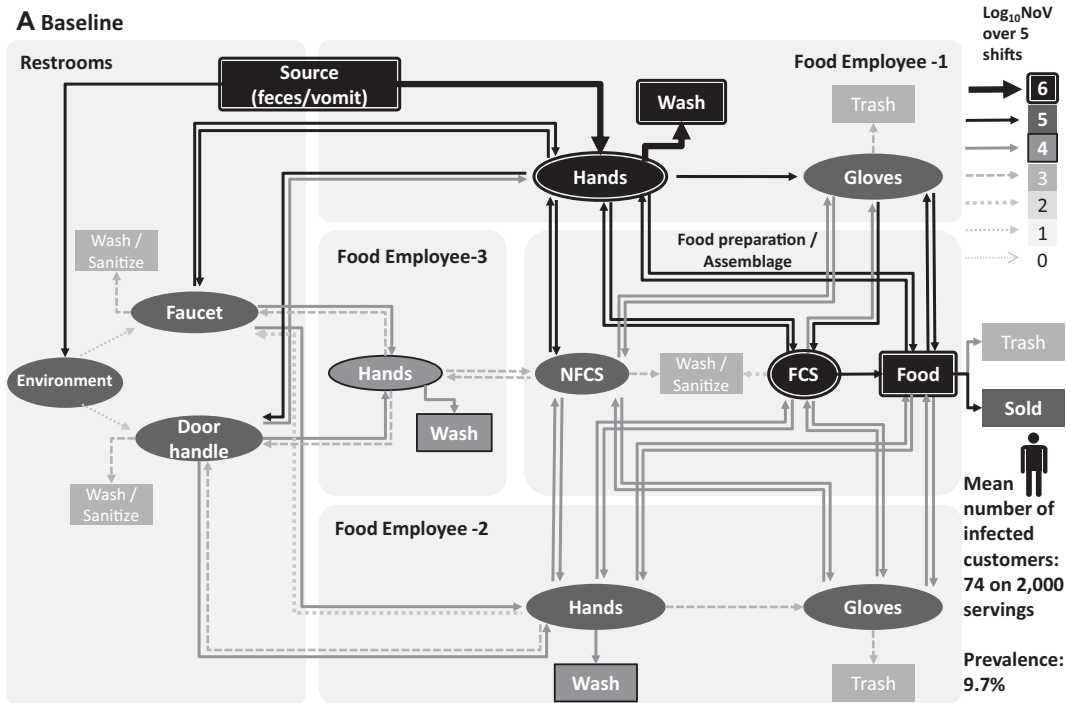 A Baseline
Restrooms
Source
(feces/vomit)
Food Employee -1
Log10NoV
over 5
shifts
6
5
4
3
2
1
0
Wash
Trash
Hands
Gloves
Food preparation /
Assemblage
Food Employee-3
Wash /
Sanitize
Faucet
Environment
Hands
NFCS
Wash /
Sanitize
FCS
Food
Trash
Sold
Wash
Door
handle
Wash /
Sanitize
Food Employee -2
Hands
Gloves
Wash
Trash
Mean
number of
infected
customers:
74 on 2,000
servings
Prevalence:
9.7%